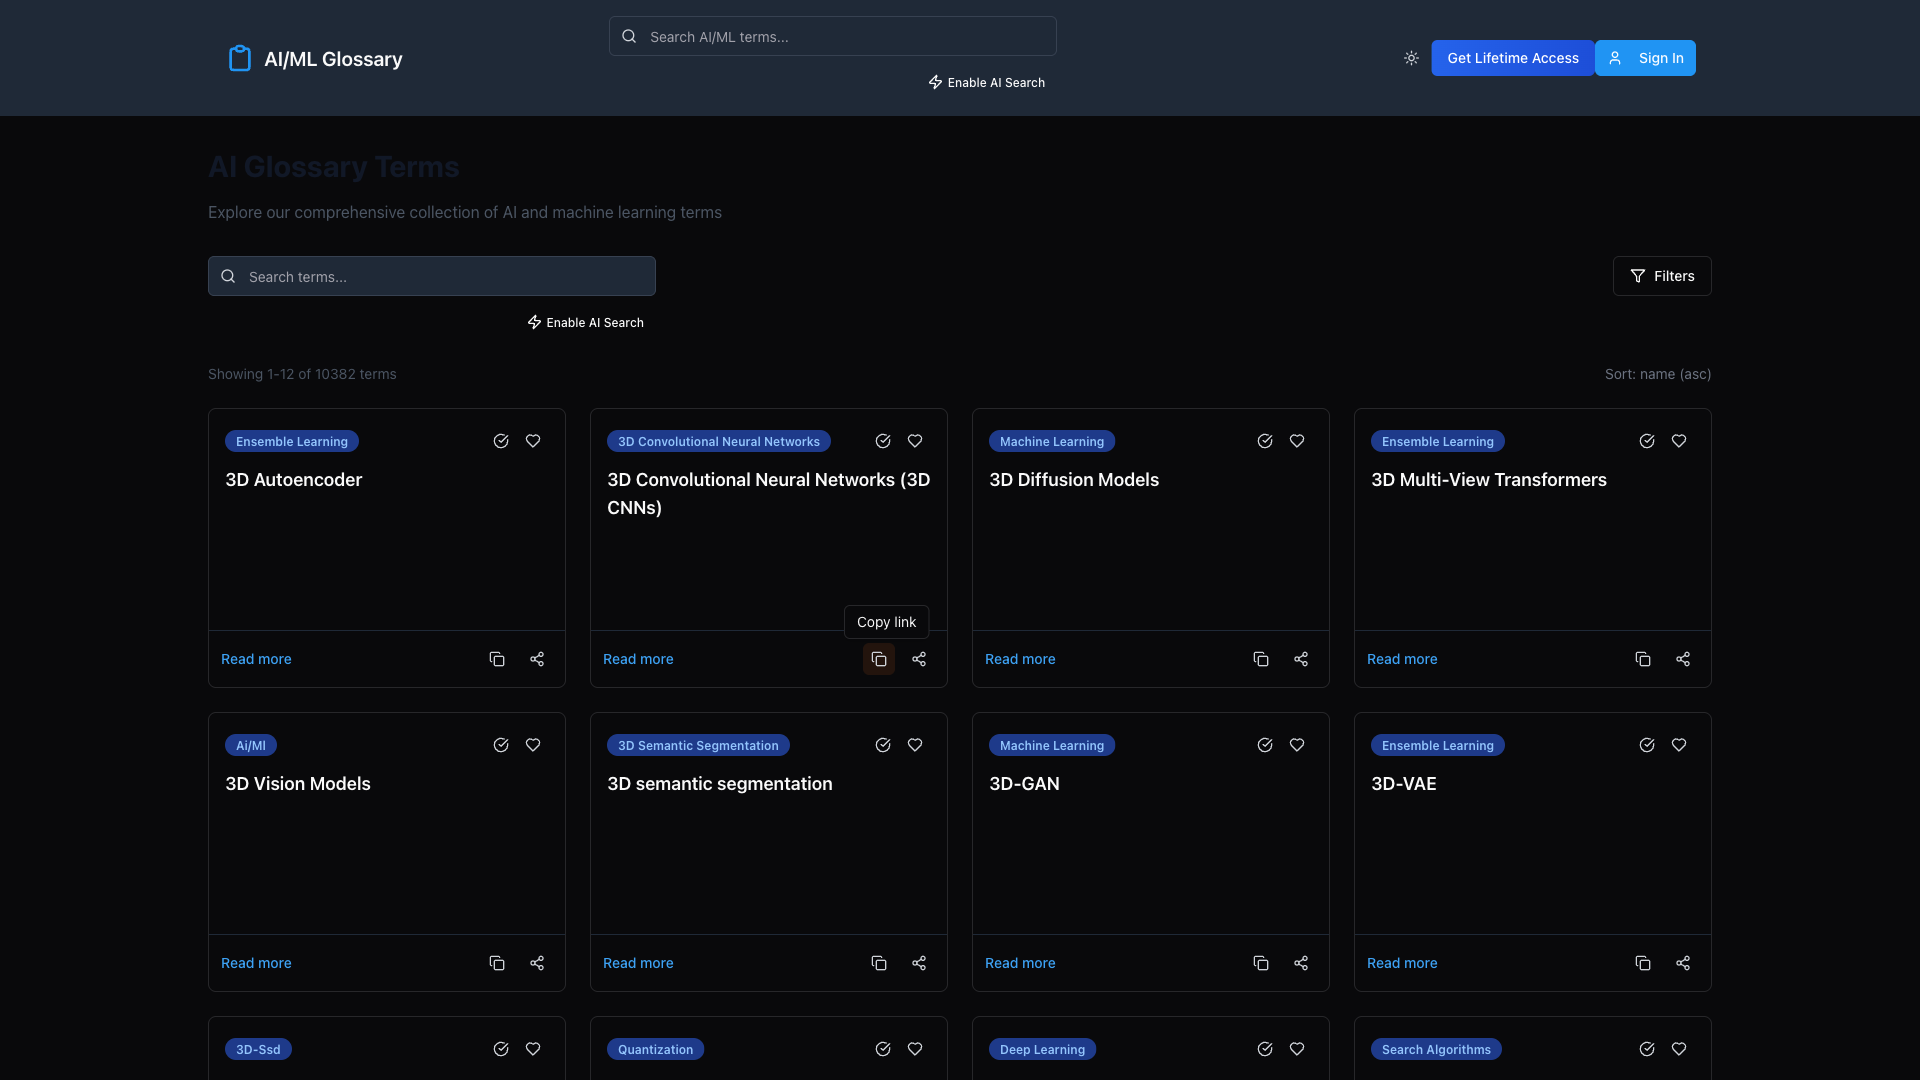 AI/ML Glossary
Search AI/ML terms...
Enable AI Search
Get Lifetime Access
Sign In
AI Glossary Terms
Explore our comprehensive collection of AI and machine learning terms
Search terms...
Filters
Enable AI Search
Showing 1-12 of 10382 terms
Sort: name (asc)
Ensemble Learning
3D Autoencoder
Read more
3D Convolutional Neural Networks
3D Convolutional Neural Networks (3D
CNNs)
Copy link
Read more
Machine Learning
3D Diffusion Models
Read more
Ensemble Learning
3D Multi-View Transformers
Read more
Ai/Ml
3D Vision Models
Read more
3D Semantic Segmentation
3D semantic segmentation
Read more
Machine Learning
3D-GAN
Read more
Ensemble Learning
3D-VAE
Read more
3D-Ssd
Quantization
Deep Learning
Search Algorithms